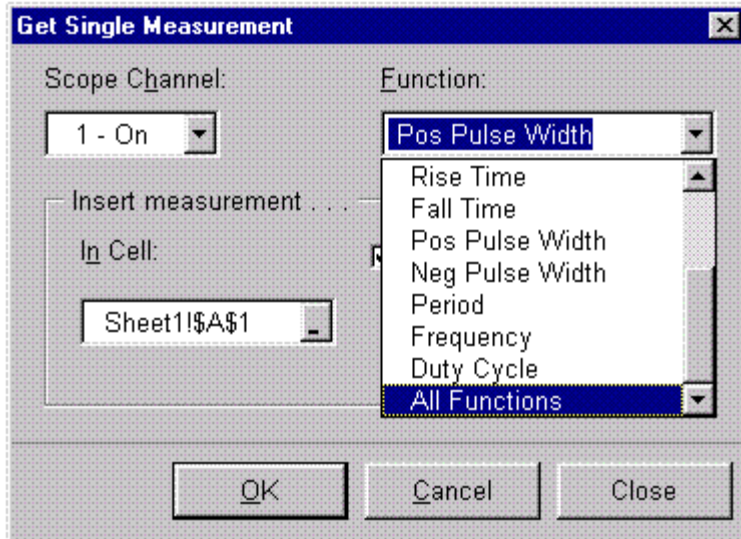 Get Single Measurement
Scope Channel:
Function:
1 - On
Pos Pulse Width
Rise Time
Fall Time
Pos Pulse Width
Neg Pulse Width
Period
Frequency
Duty Cycle
All Functions
Insert measurement . . .
In Cell:
Sheet1!$A$1
OK
Cancel
Close